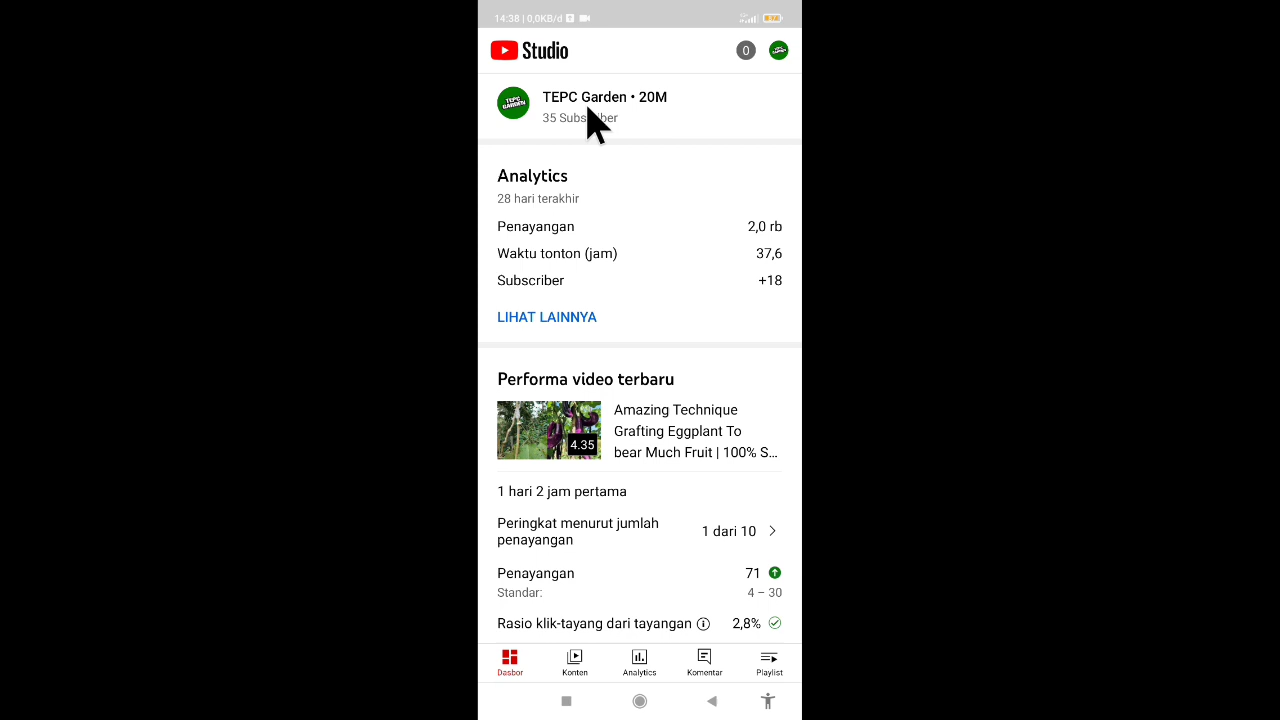 14:38 | 0,0KB/d
74
Studio
0
TEPC GARDEN
TEPC Garden • 20M
35 Subscriber
Analytics
28 hari terakhir
Penayangan 2,0 rb
Waktu tonton (jam) 37,6
Subscriber +18
LIHAT LAINNYA
Performa video terbaru
4.35
Amazing Technique
Grafting Eggplant To
bear Much Fruit | 100% S...
1 hari 2 jam pertama
Peringkat menurut jumlah
penayangan
1 dari 10
Penayangan 71
Standar: 4 – 30
Rasio klik-tayang dari tayangan 2,8%
Dasbor Konten Analytics Komentar Playlist